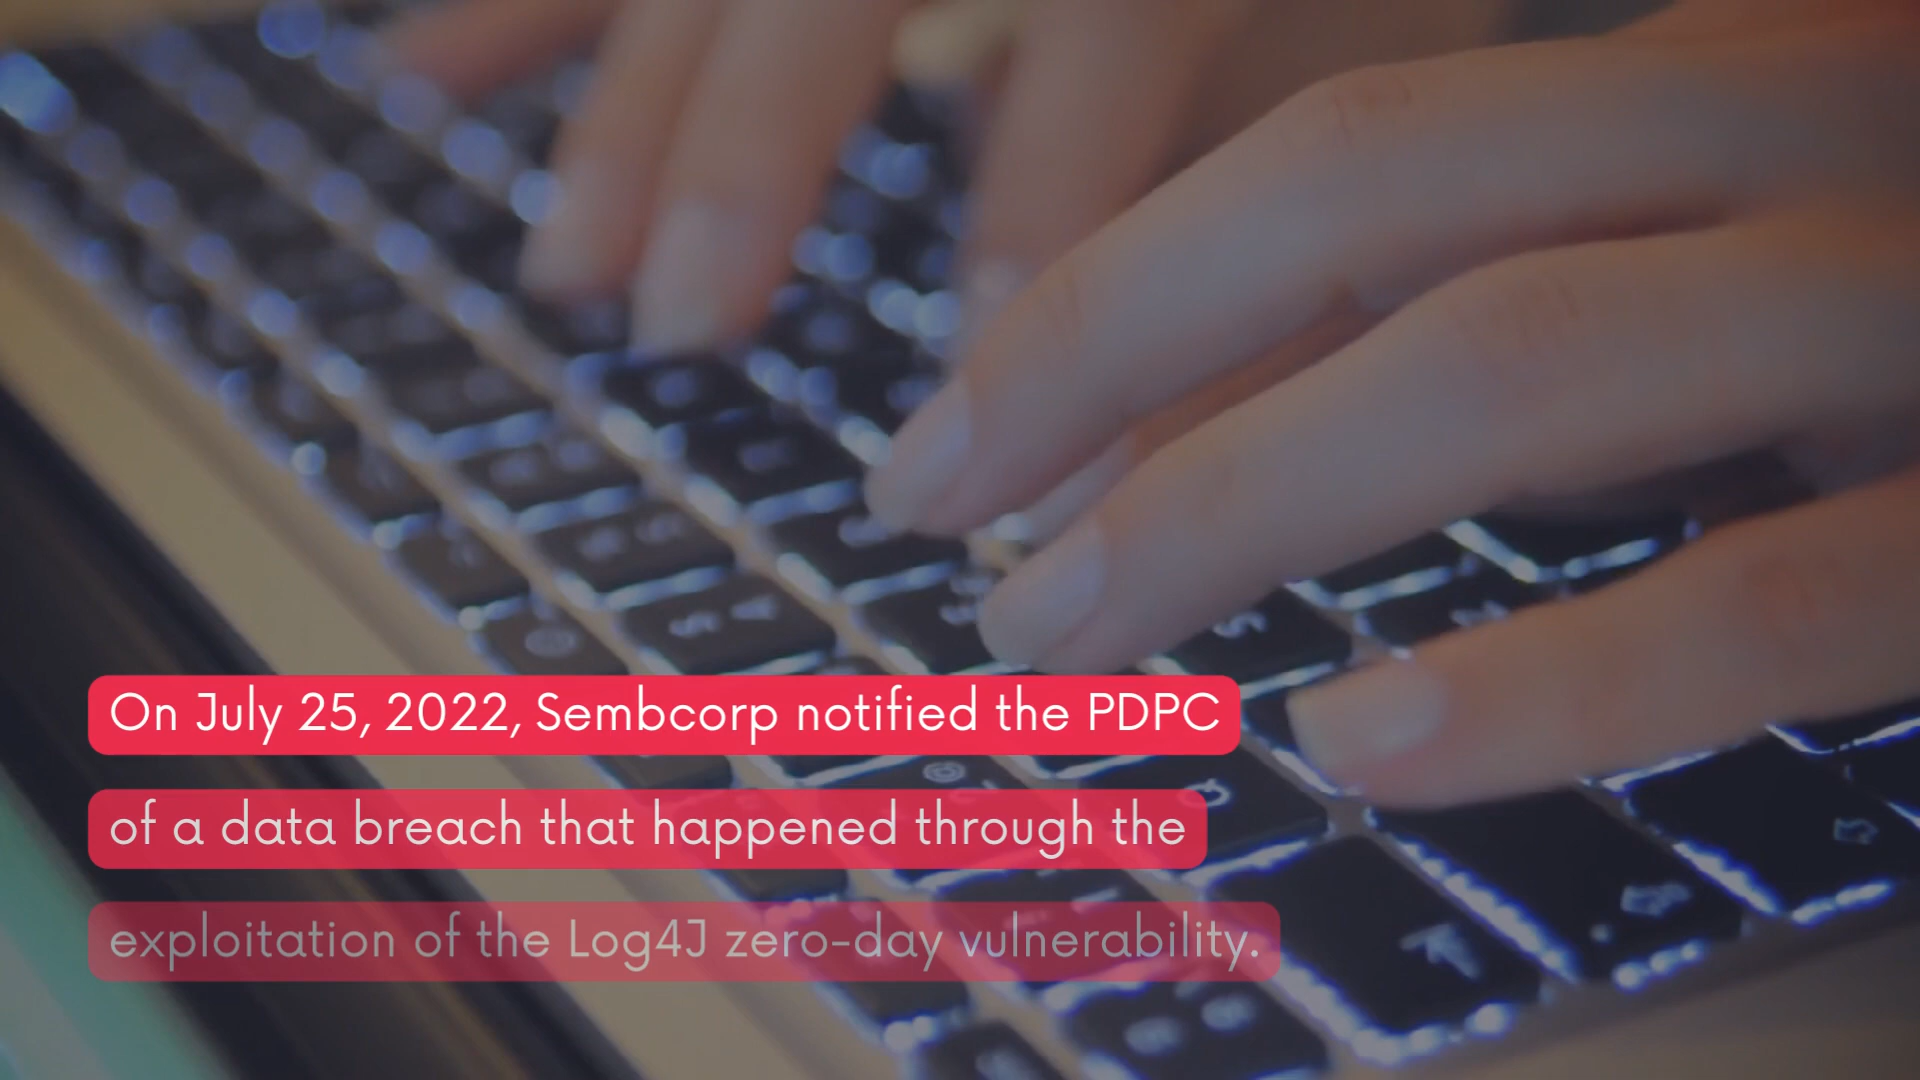 On July 25, 2022, Sembcorp notified the PDPC
of a data breach that happened through the
exploitation of the Log4J zero-day vulnerability.